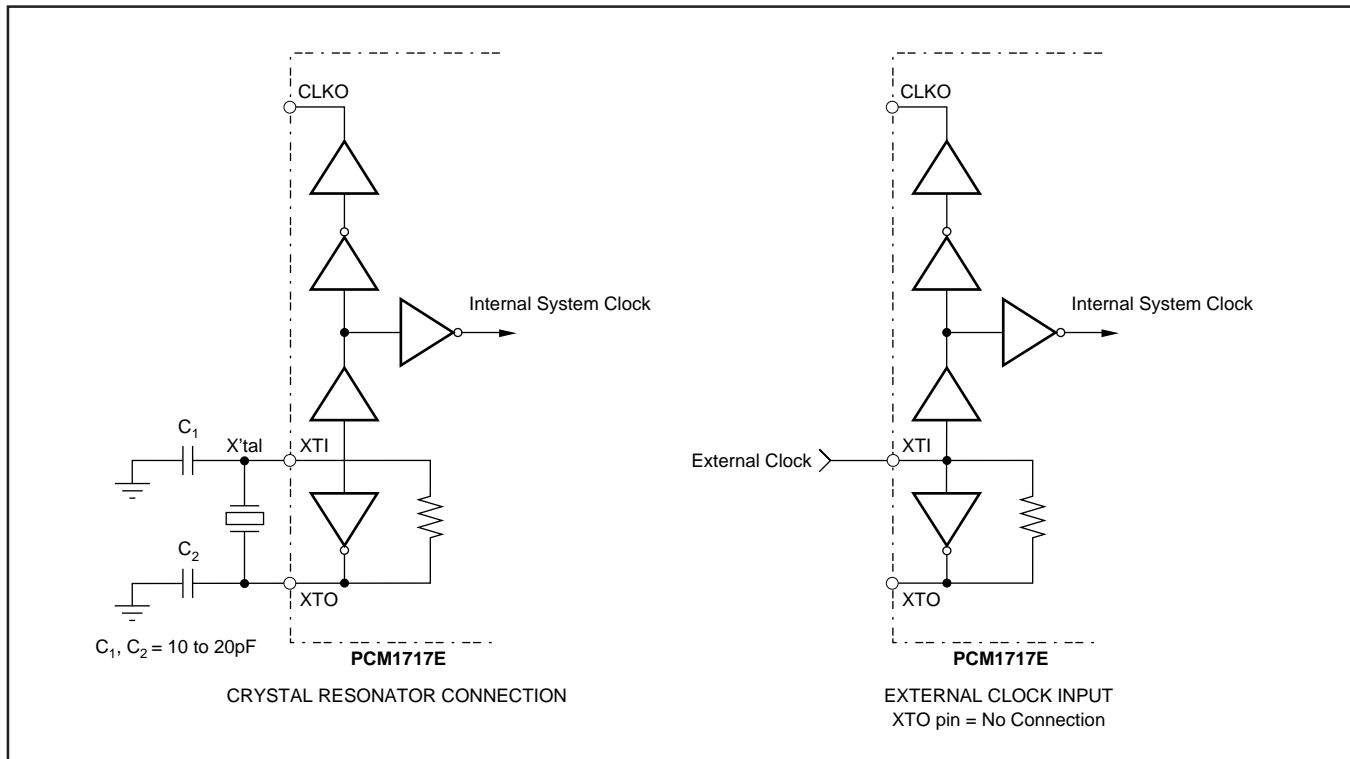 CLKO
Internal System Clock
C1
X'tal
XTI
C2
XTO
C1, C2 = 10 to 20pF
PCM1717E
CRYSTAL RESONATOR CONNECTION
CLKO
Internal System Clock
External Clock
XTI
XTO
PCM1717E
EXTERNAL CLOCK INPUT
XTO pin = No Connection